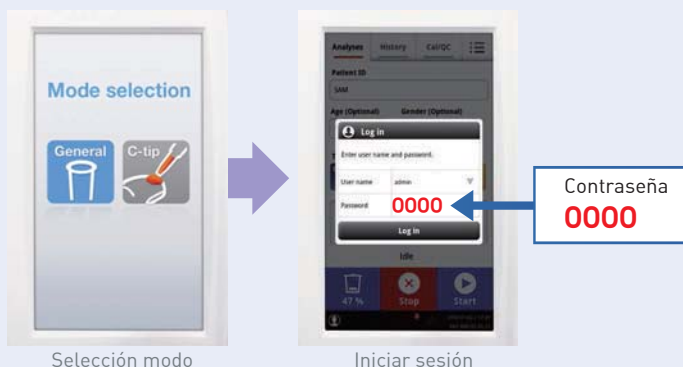 Mode selection
General
C-tip
Selección modo
Analyses History Cal/QC
Patient ID
SAM
Age (Optional) Gender (Optional)
Log in
Enter user name and password.
User name admin
Password 0000
Log in
Idle
47 % Stop Start
Iniciar sesión
Contraseña
0000